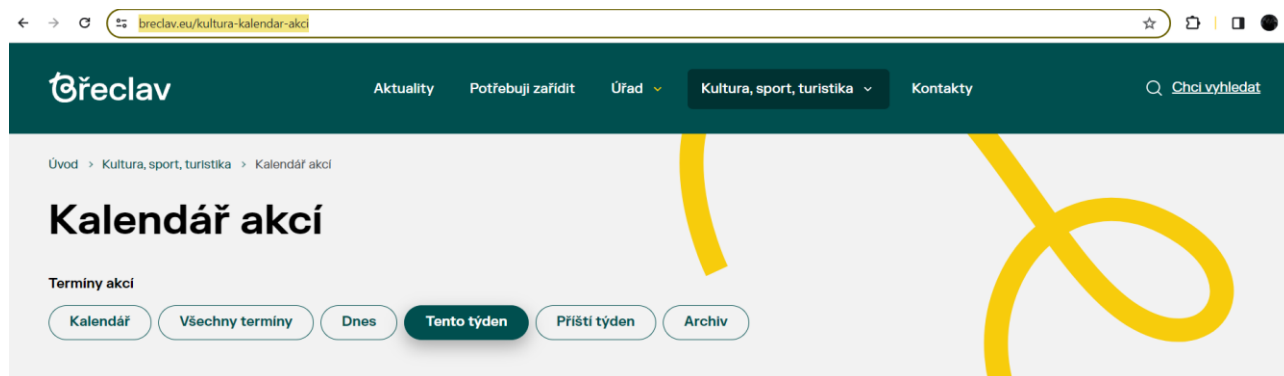 breclav.eu/kultura-kalendar-akci
Břeclav
Aktuality
Potřebuji zařídit
Úřad
Kultura, sport, turistika
Kontakty
Chci vyhledat
Úvod > Kultura, sport, turistika > Kalendář akcí
Kalendář akcí
Termíny akcí
Kalendář
Všechny termíny
Dnes
Tento týden
Příští týden
Archiv